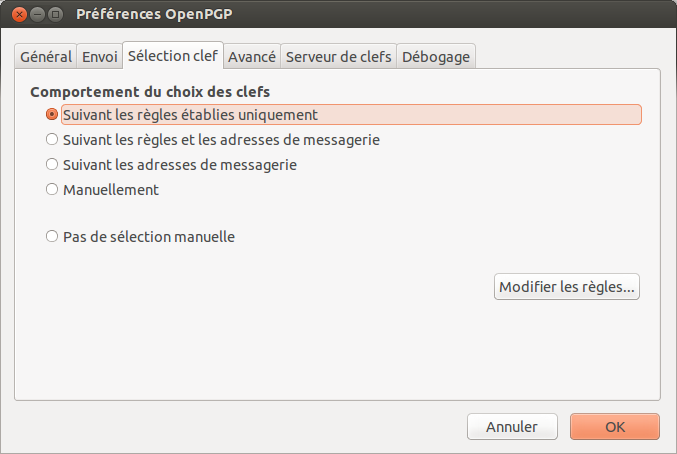 Préférences OpenPGP
Général Envoi Sélection clef Avancé Serveur de clefs Débogage
Comportement du choix des clefs
Suivant les règles établies uniquement
Suivant les règles et les adresses de messagerie
Suivant les adresses de messagerie
Manuellement
Pas de sélection manuelle
Modifier les règles...
Annuler OK